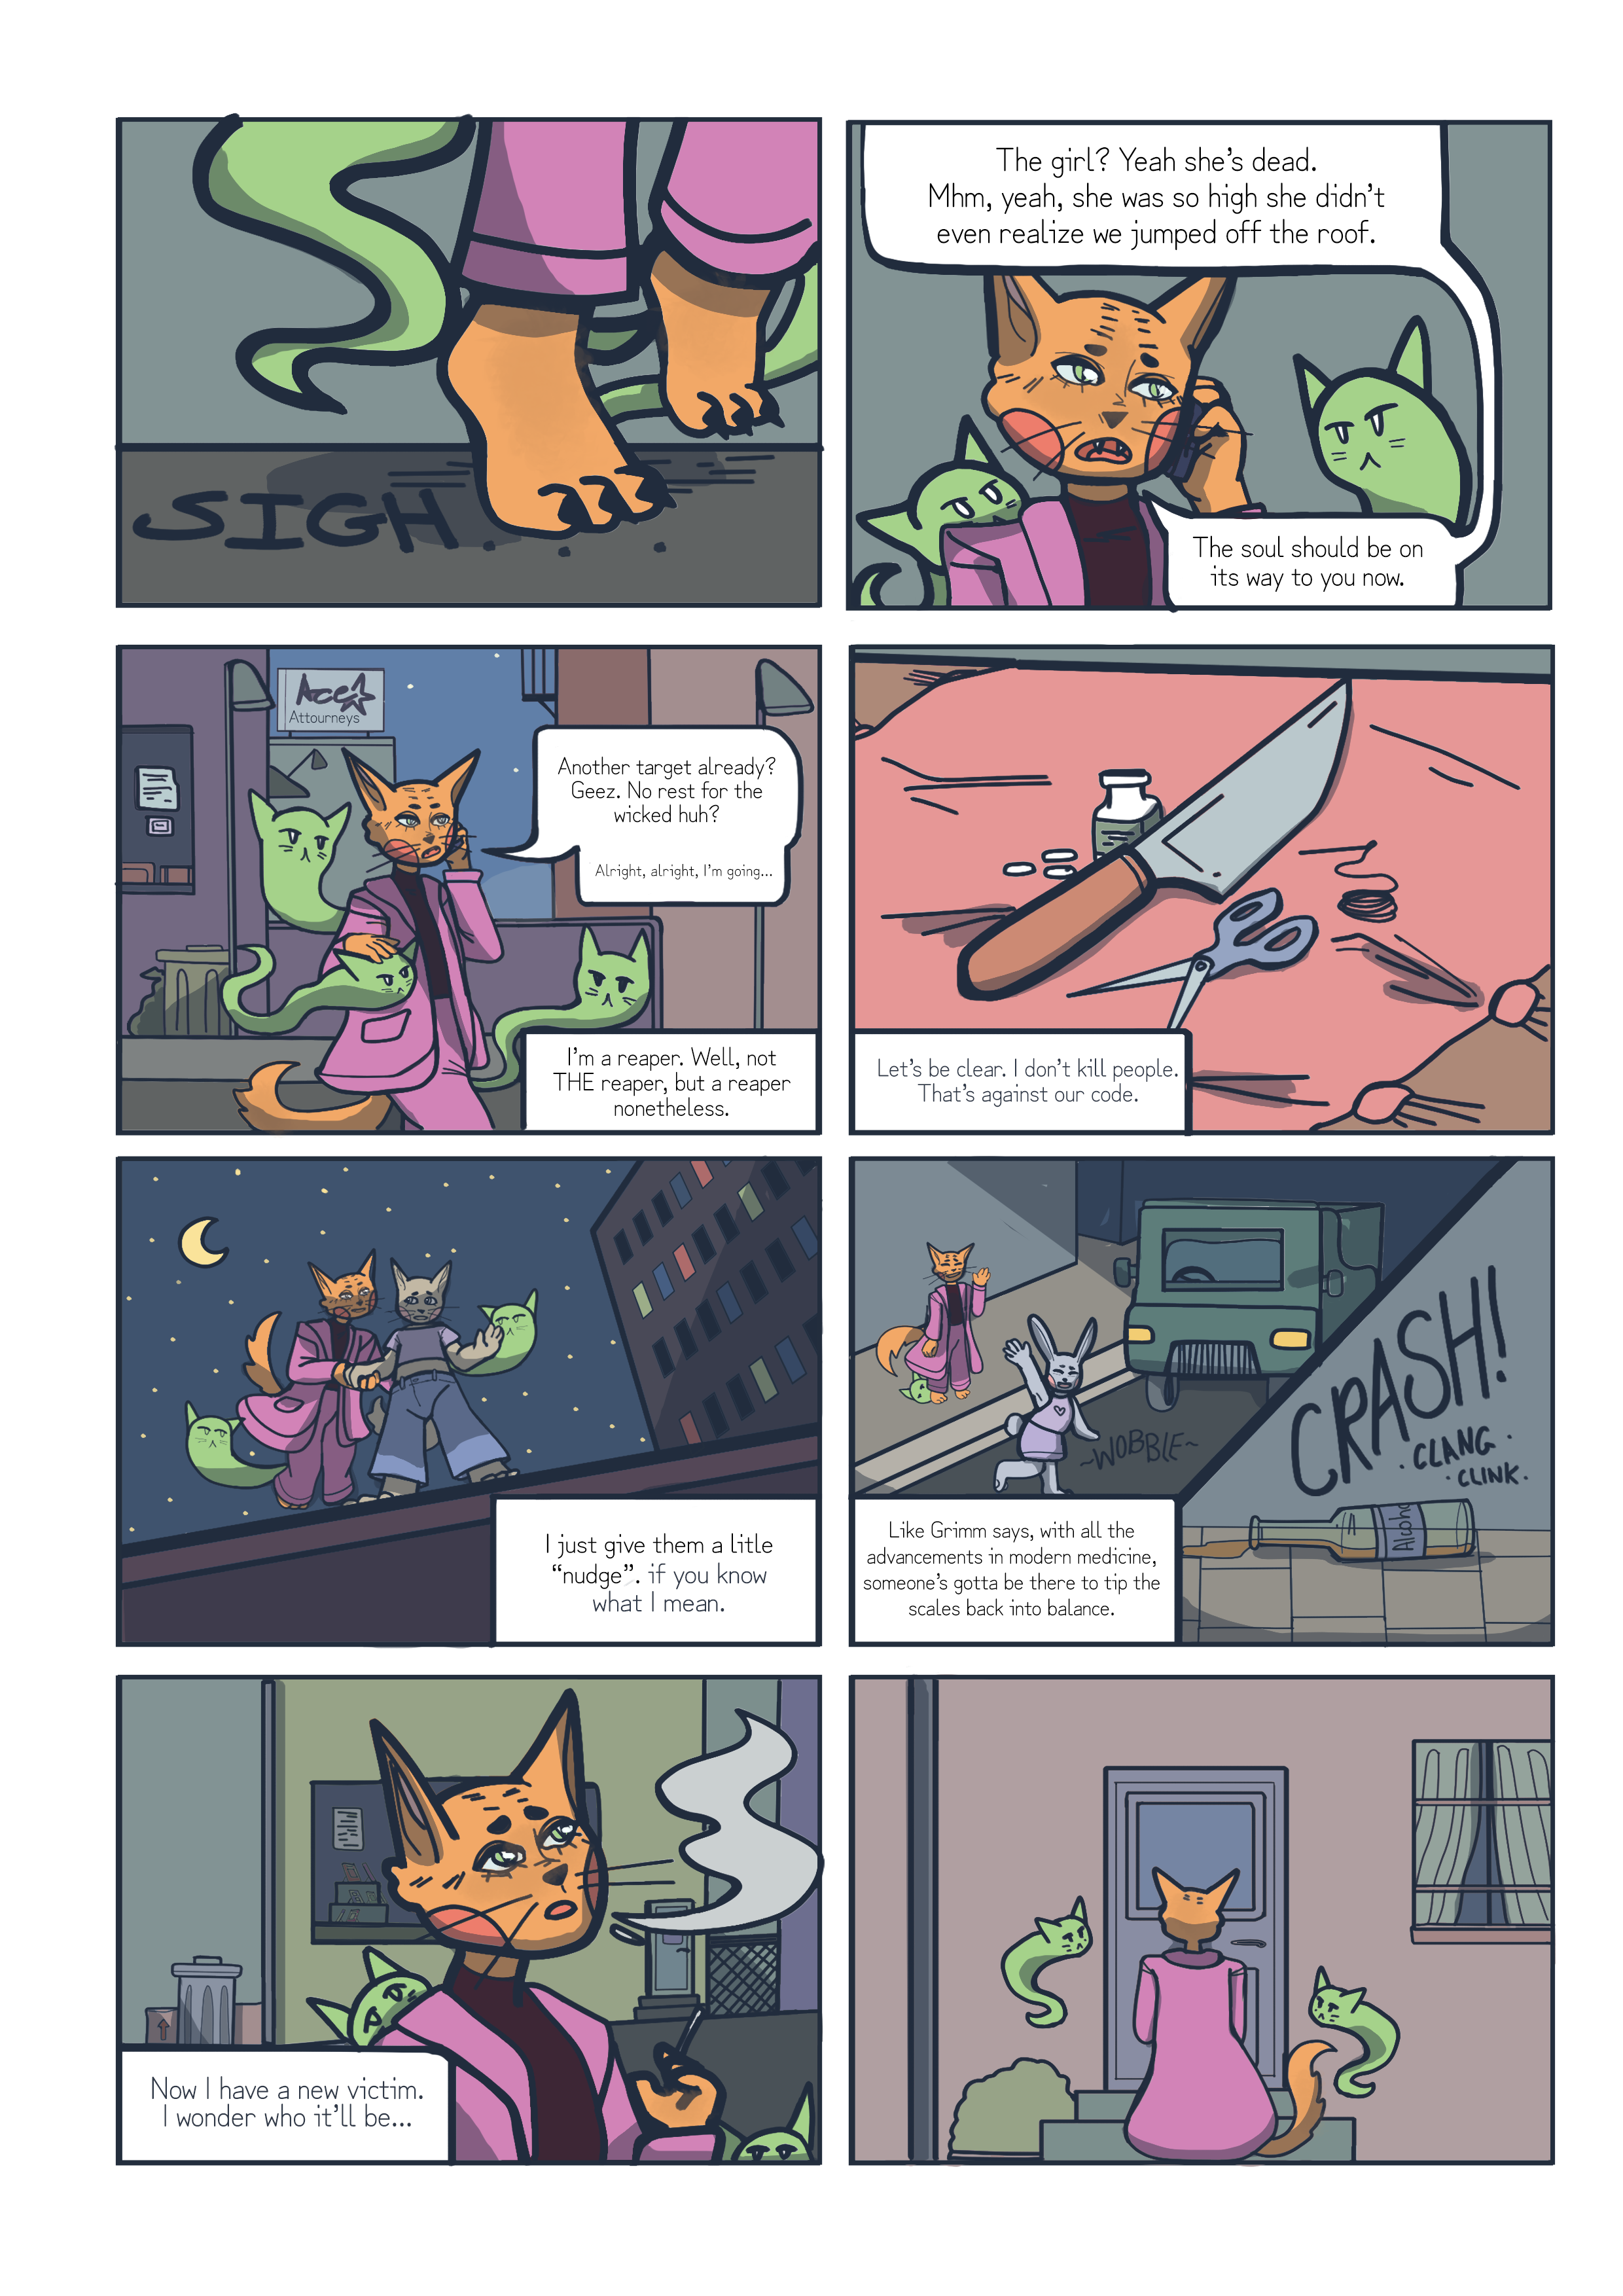 SIGH...
The girl? Yeah she's dead.
Mhm, yeah, she was so high she didn't
even realize we jumped off the roof.
The soul should be on
its way to you now.
Ace
Attourneys
Another target already?
Geez. No rest for the
wicked huh?
Alright, alright, I'm going...
I'm a reaper. Well, not
THE reaper, but a reaper
nonetheless.
Let's be clear. I don't kill people.
That's against our code.
I just give them a litle
"nudge". if you know
what I mean.
~WOBBLE~
Like Grimm says, with all the
advancements in modern medicine,
someone's gotta be there to tip the
scales back into balance.
CRASH!
. CLANG .
. CLINK .
Alcoho
Now I have a new victim.
I wonder who it'll be...